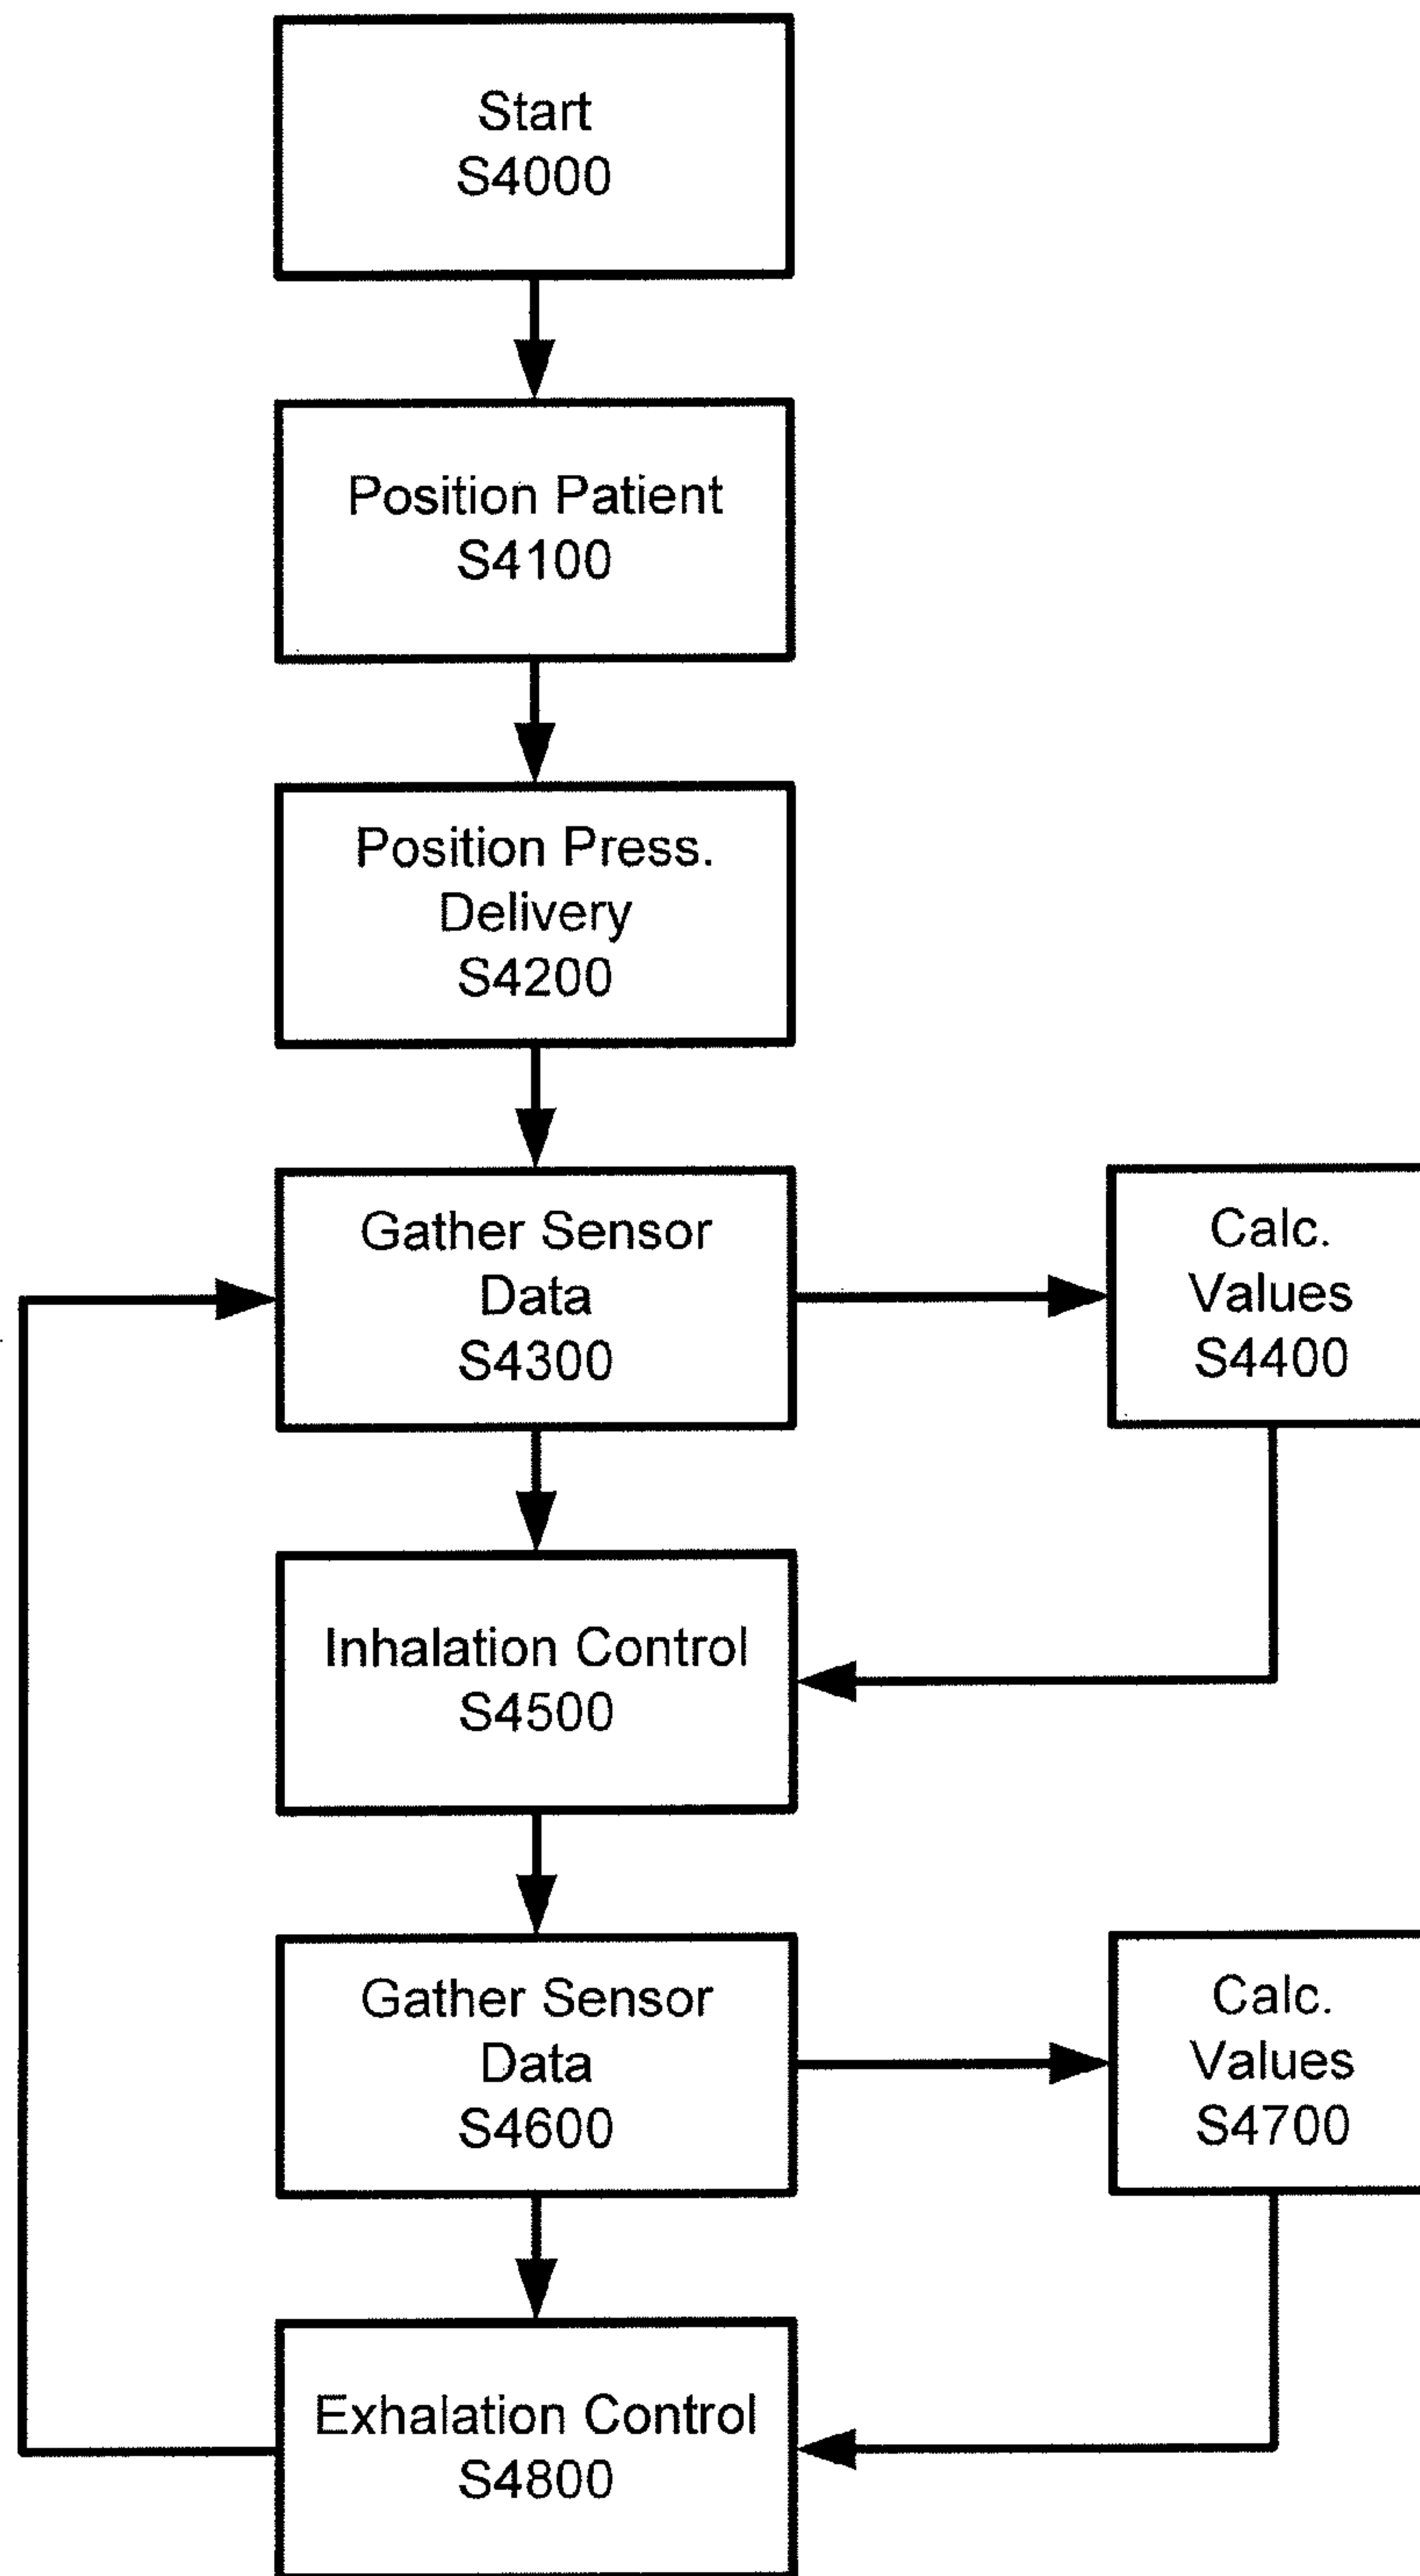 Start
S4000
Position Patient
S4100
Position Press.
Delivery
S4200
Gather Sensor
Data
S4300
Calc.
Values
S4400
Inhalation Control
S4500
Gather Sensor
Data
S4600
Calc.
Values
S4700
Exhalation Control
S4800